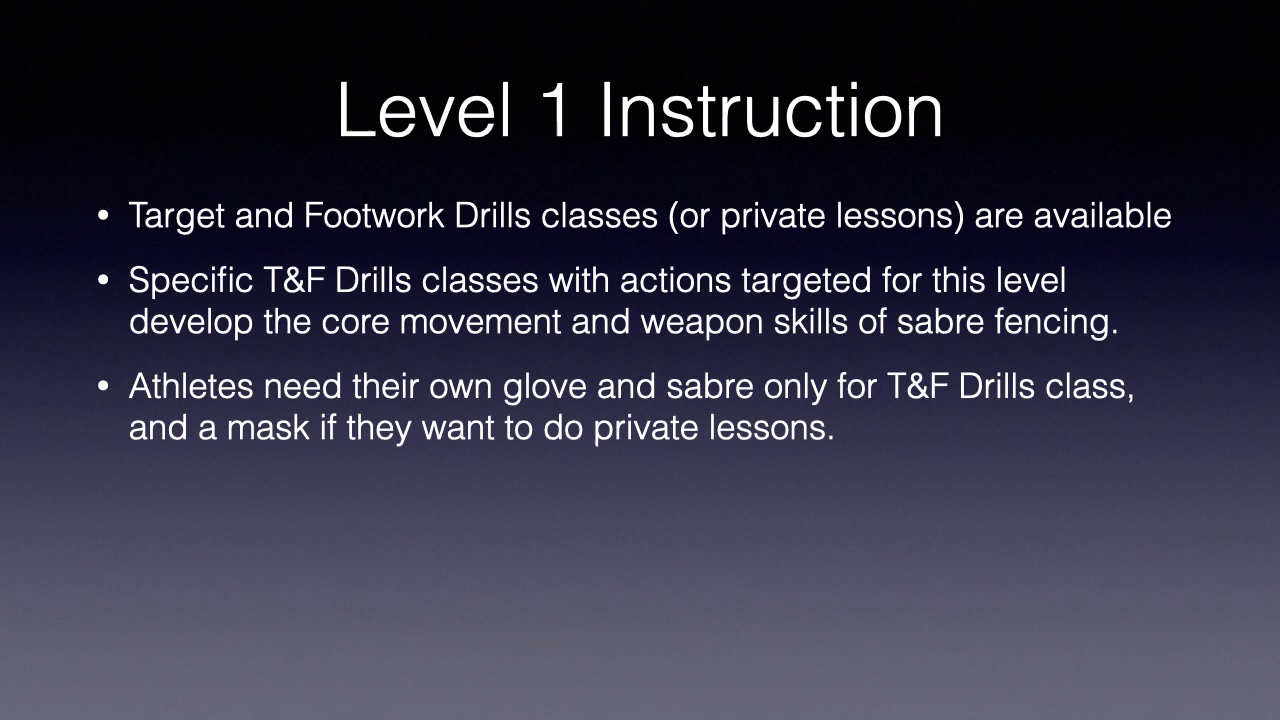 Level 1 Instruction
• Target and Footwork Drills classes (or private lessons) are available
• Specific T&F Drills classes with actions targeted for this level
develop the core movement and weapon skills of sabre fencing.
• Athletes need their own glove and sabre only for T&F Drills class,
and a mask if they want to do private lessons.